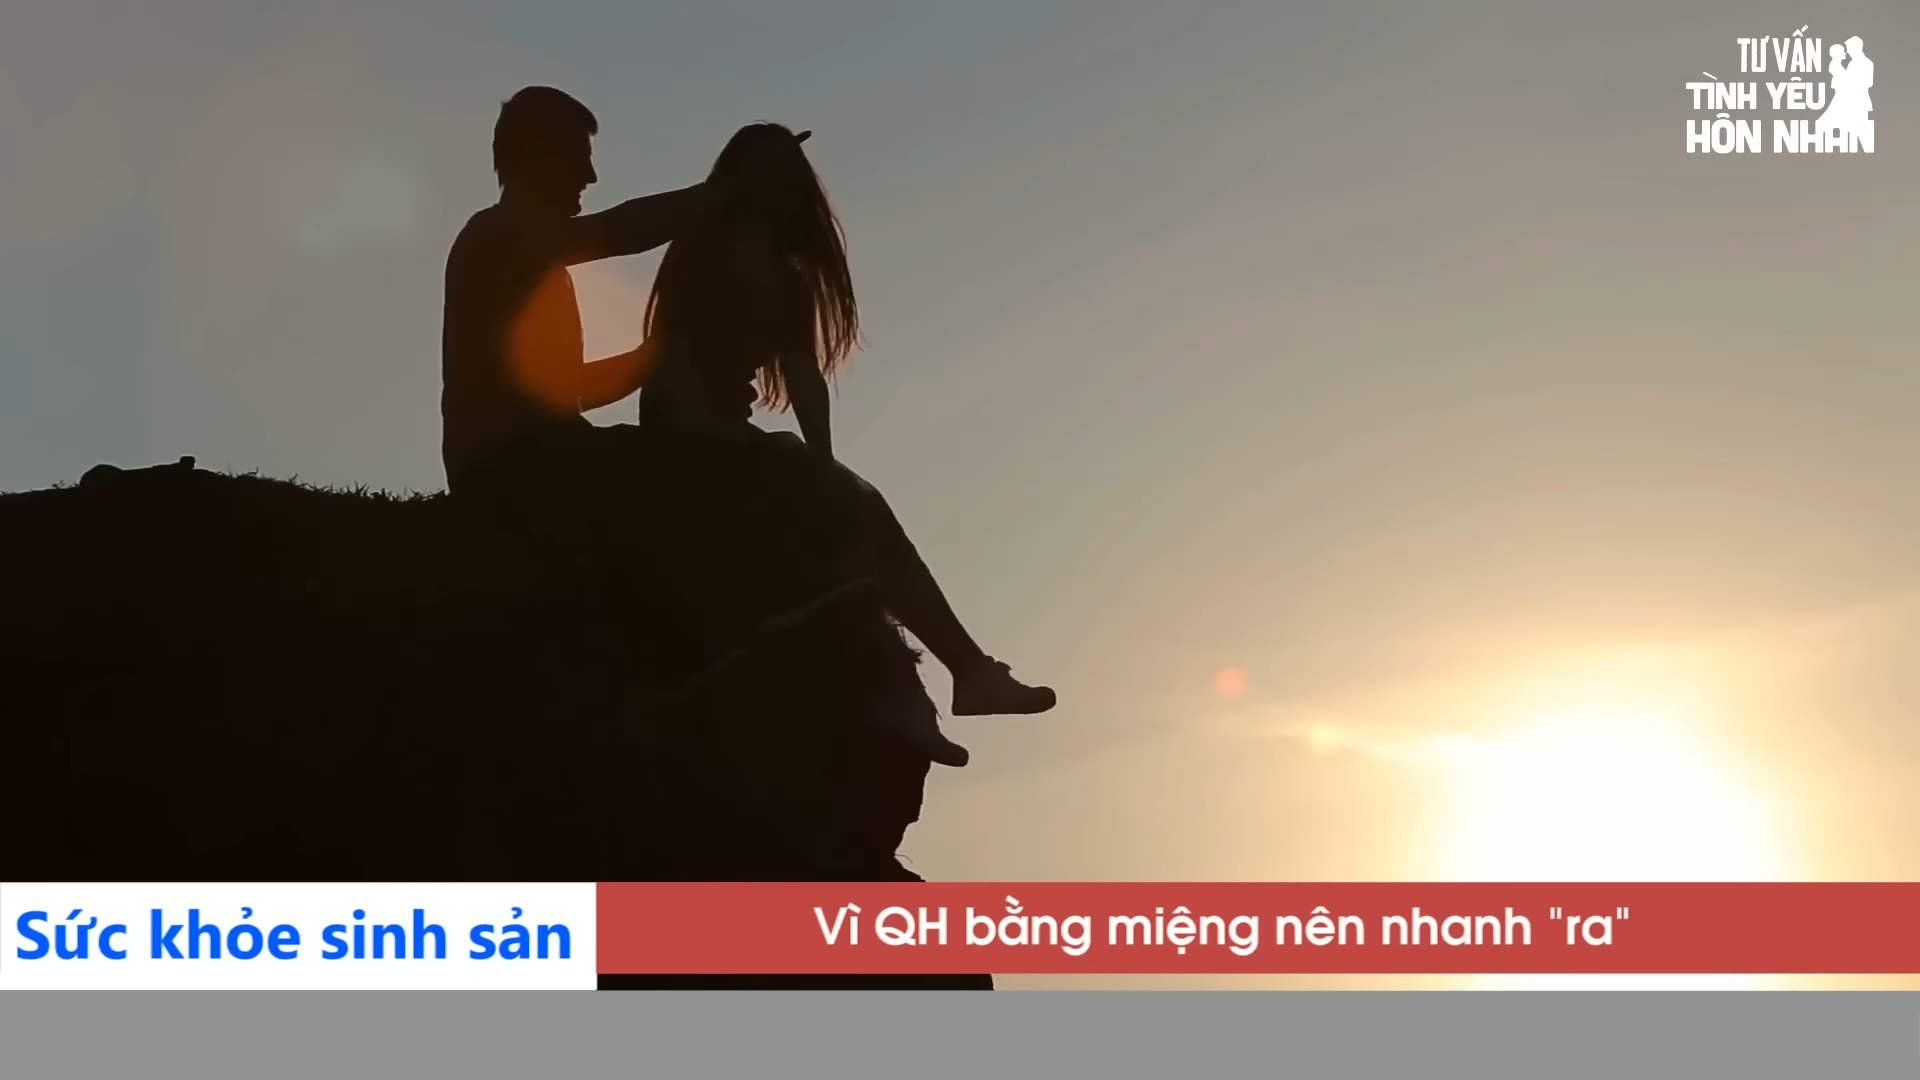 TƯ VẤN
TÌNH YÊU
HÔN NHÂN
Sức khỏe sinh sản
Vì QH bằng miệng nên nhanh "ra"